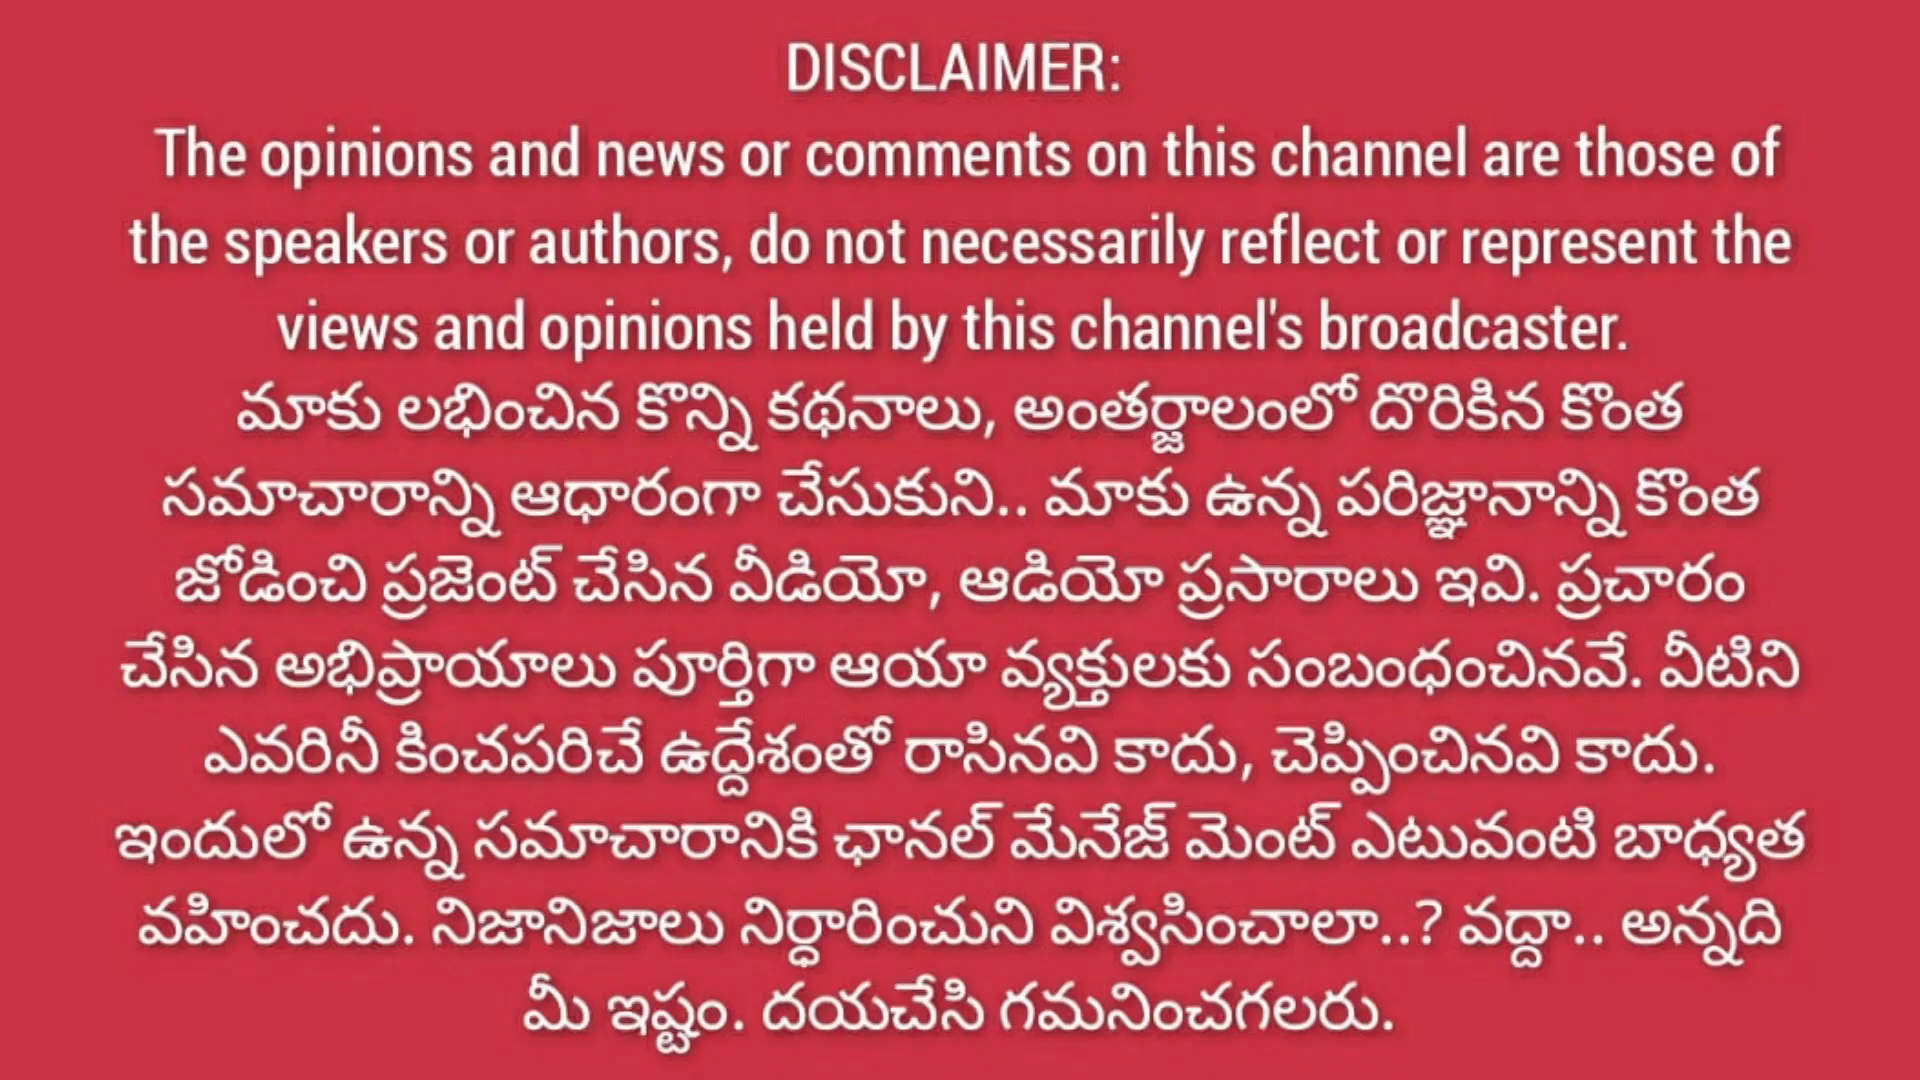 DISCLAIMER:
The opinions and news or comments on this channel are those of
the speakers or authors, do not necessarily reflect or represent the
views and opinions held by this channel's broadcaster.
మాకు లభించిన కొన్ని కథనాలు, అంతర్జాలంలో దొరికిన కొంత
సమాచారాన్ని ఆధారంగా చేసుకుని.. మాకు ఉన్న పరిజ్ఞానాన్ని కొంత
జోడించి ప్రజెంట్ చేసిన వీడియో, ఆడియో ప్రసారాలు ఇవి. ప్రచారం
చేసిన అభిప్రాయాలు పూర్తిగా ఆయా వ్యక్తులకు సంబంధంచినవే. వీటిని
ఎవరినీ కించపరిచే ఉద్దేశంతో రాసినవి కాదు, చెప్పించినవి కాదు.
ఇందులో ఉన్న సమాచారానికి ఛానల్ మేనేజ్ మెంట్ ఎటువంటి బాధ్యత
వహించదు. నిజానిజాలు నిర్ధారించుని విశ్వసించాలా..? వద్దా.. అన్నది
మీ ఇష్టం. దయచేసి గమనించగలరు.